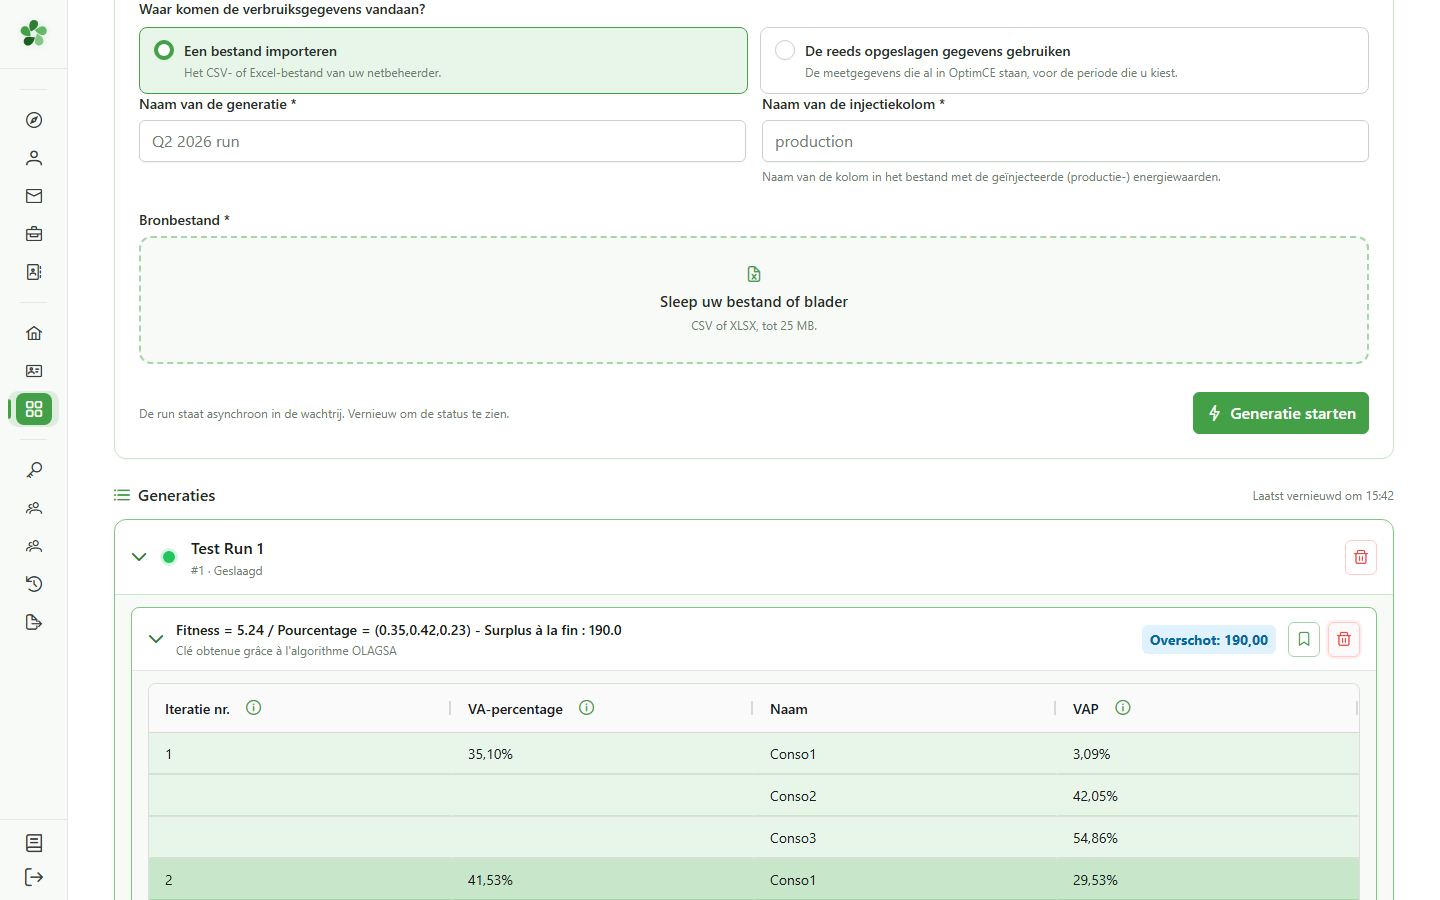 Waar komen de verbruiksgegevens vandaan?
Een bestand importeren
Het CSV- of Excel-bestand van uw netbeheerder.
De reeds opgeslagen gegevens gebruiken
De meetgegevens die al in OptimCE staan, voor de periode die u kiest.
Naam van de generatie *
Naam van de injectiekolom *
Q2 2026 run
production
Naam van de kolom in het bestand met de geïnjecteerde (productie-) energiewaarden.
Bronbestand *
Sleep uw bestand of blader
CSV of XLSX, tot 25 MB.
De run staat asynchroon in de wachtrij. Vernieuw om de status te zien.
Generatie starten
Generaties
Laatst vernieuwd om 15:42
Test Run 1
#1 · Geslaagd
Fitness = 5.24 / Pourcentage = (0.35,0.42,0.23) - Surplus à la fin : 190.0
Clé obtenue grâce à l'algorithme OLAGSA
Overschot: 190,00
Iteratie nr. VA-percentage Naam VAP
1 35,10% Conso1 3,09%
Conso2 42,05%
Conso3 54,86%
2 41,53% Conso1 29,53%